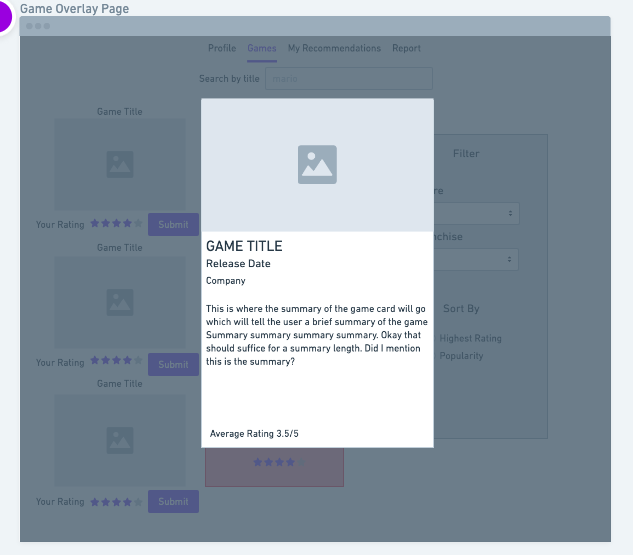 Game Overlay Page
Profile Games My Recommendations Report
Search by title
Game Title
Filter
re
Your Rating Submit
chise
Game Title
GAME TITLE
Release Date
Company
This is where the summary of the game card will go
which will tell the user a brief summary of the game
Summary summary summary summary. Okay that
should suffice for a summary length. Did I mention
this is the summary?
Sort By
Highest Rating
Popularity
Your Rating Submit
Game Title
Average Rating 3.5/5
Your Rating Submit